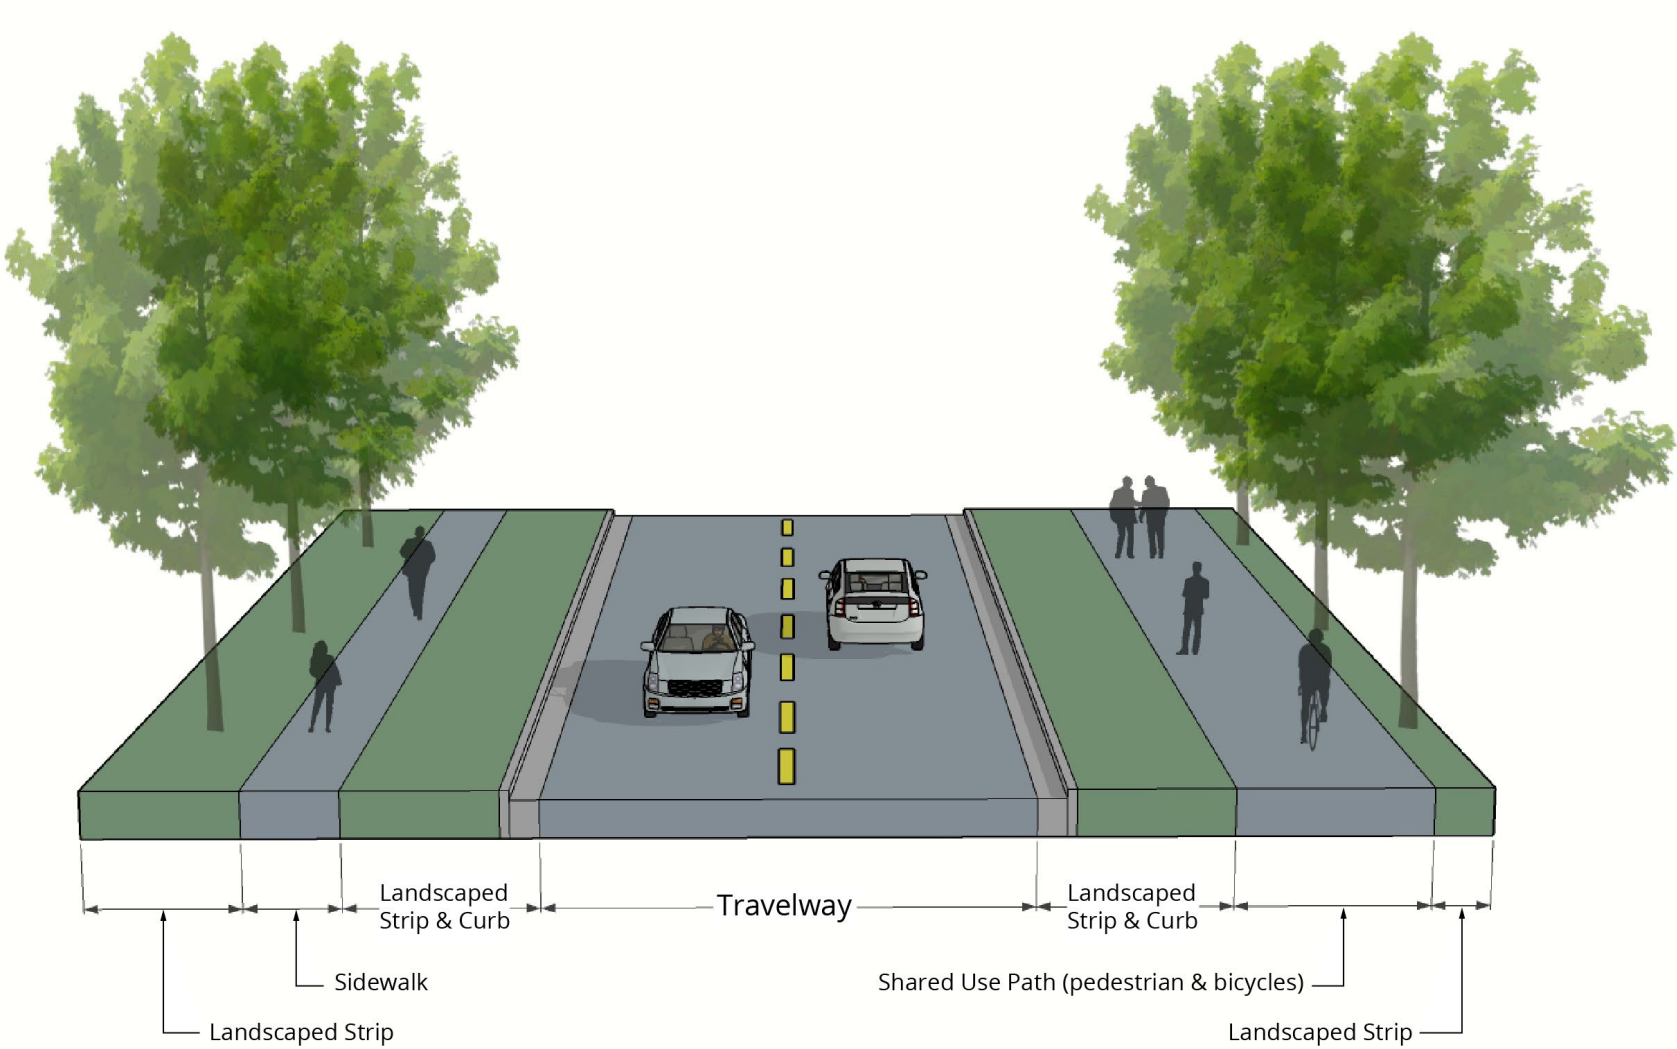 Landscaped
Strip & Curb
Travelway
Landscaped
Strip & Curb
Sidewalk
Shared Use Path (pedestrian & bicycles)
Landscaped Strip
Landscaped Strip